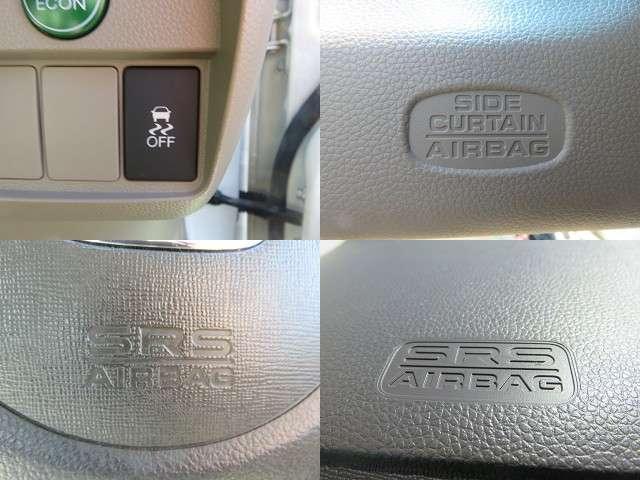 ECON
OFF
SIDE
CURTAIN
AIRBAG
SRS
AIRBAG
SRS
AIRBAG